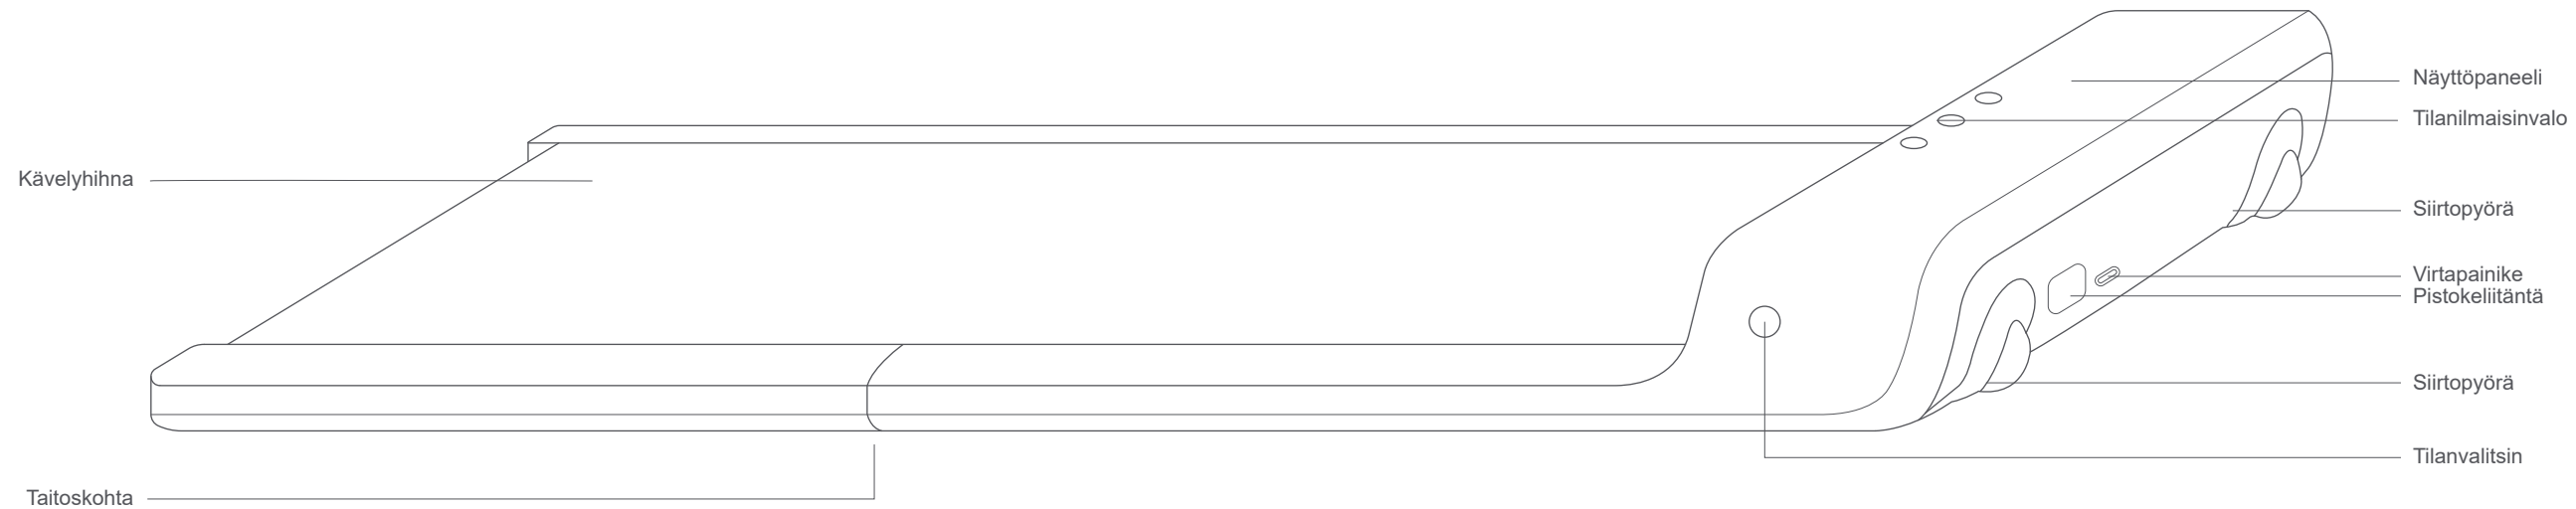 Näyttöpaneeli
Tilanilmaisinvalo
Kävelyhihna
Siirtopyörä
Virtapainike
Pistokeliitäntä
Siirtopyörä
Tilanvalitsin
Taitoskohta